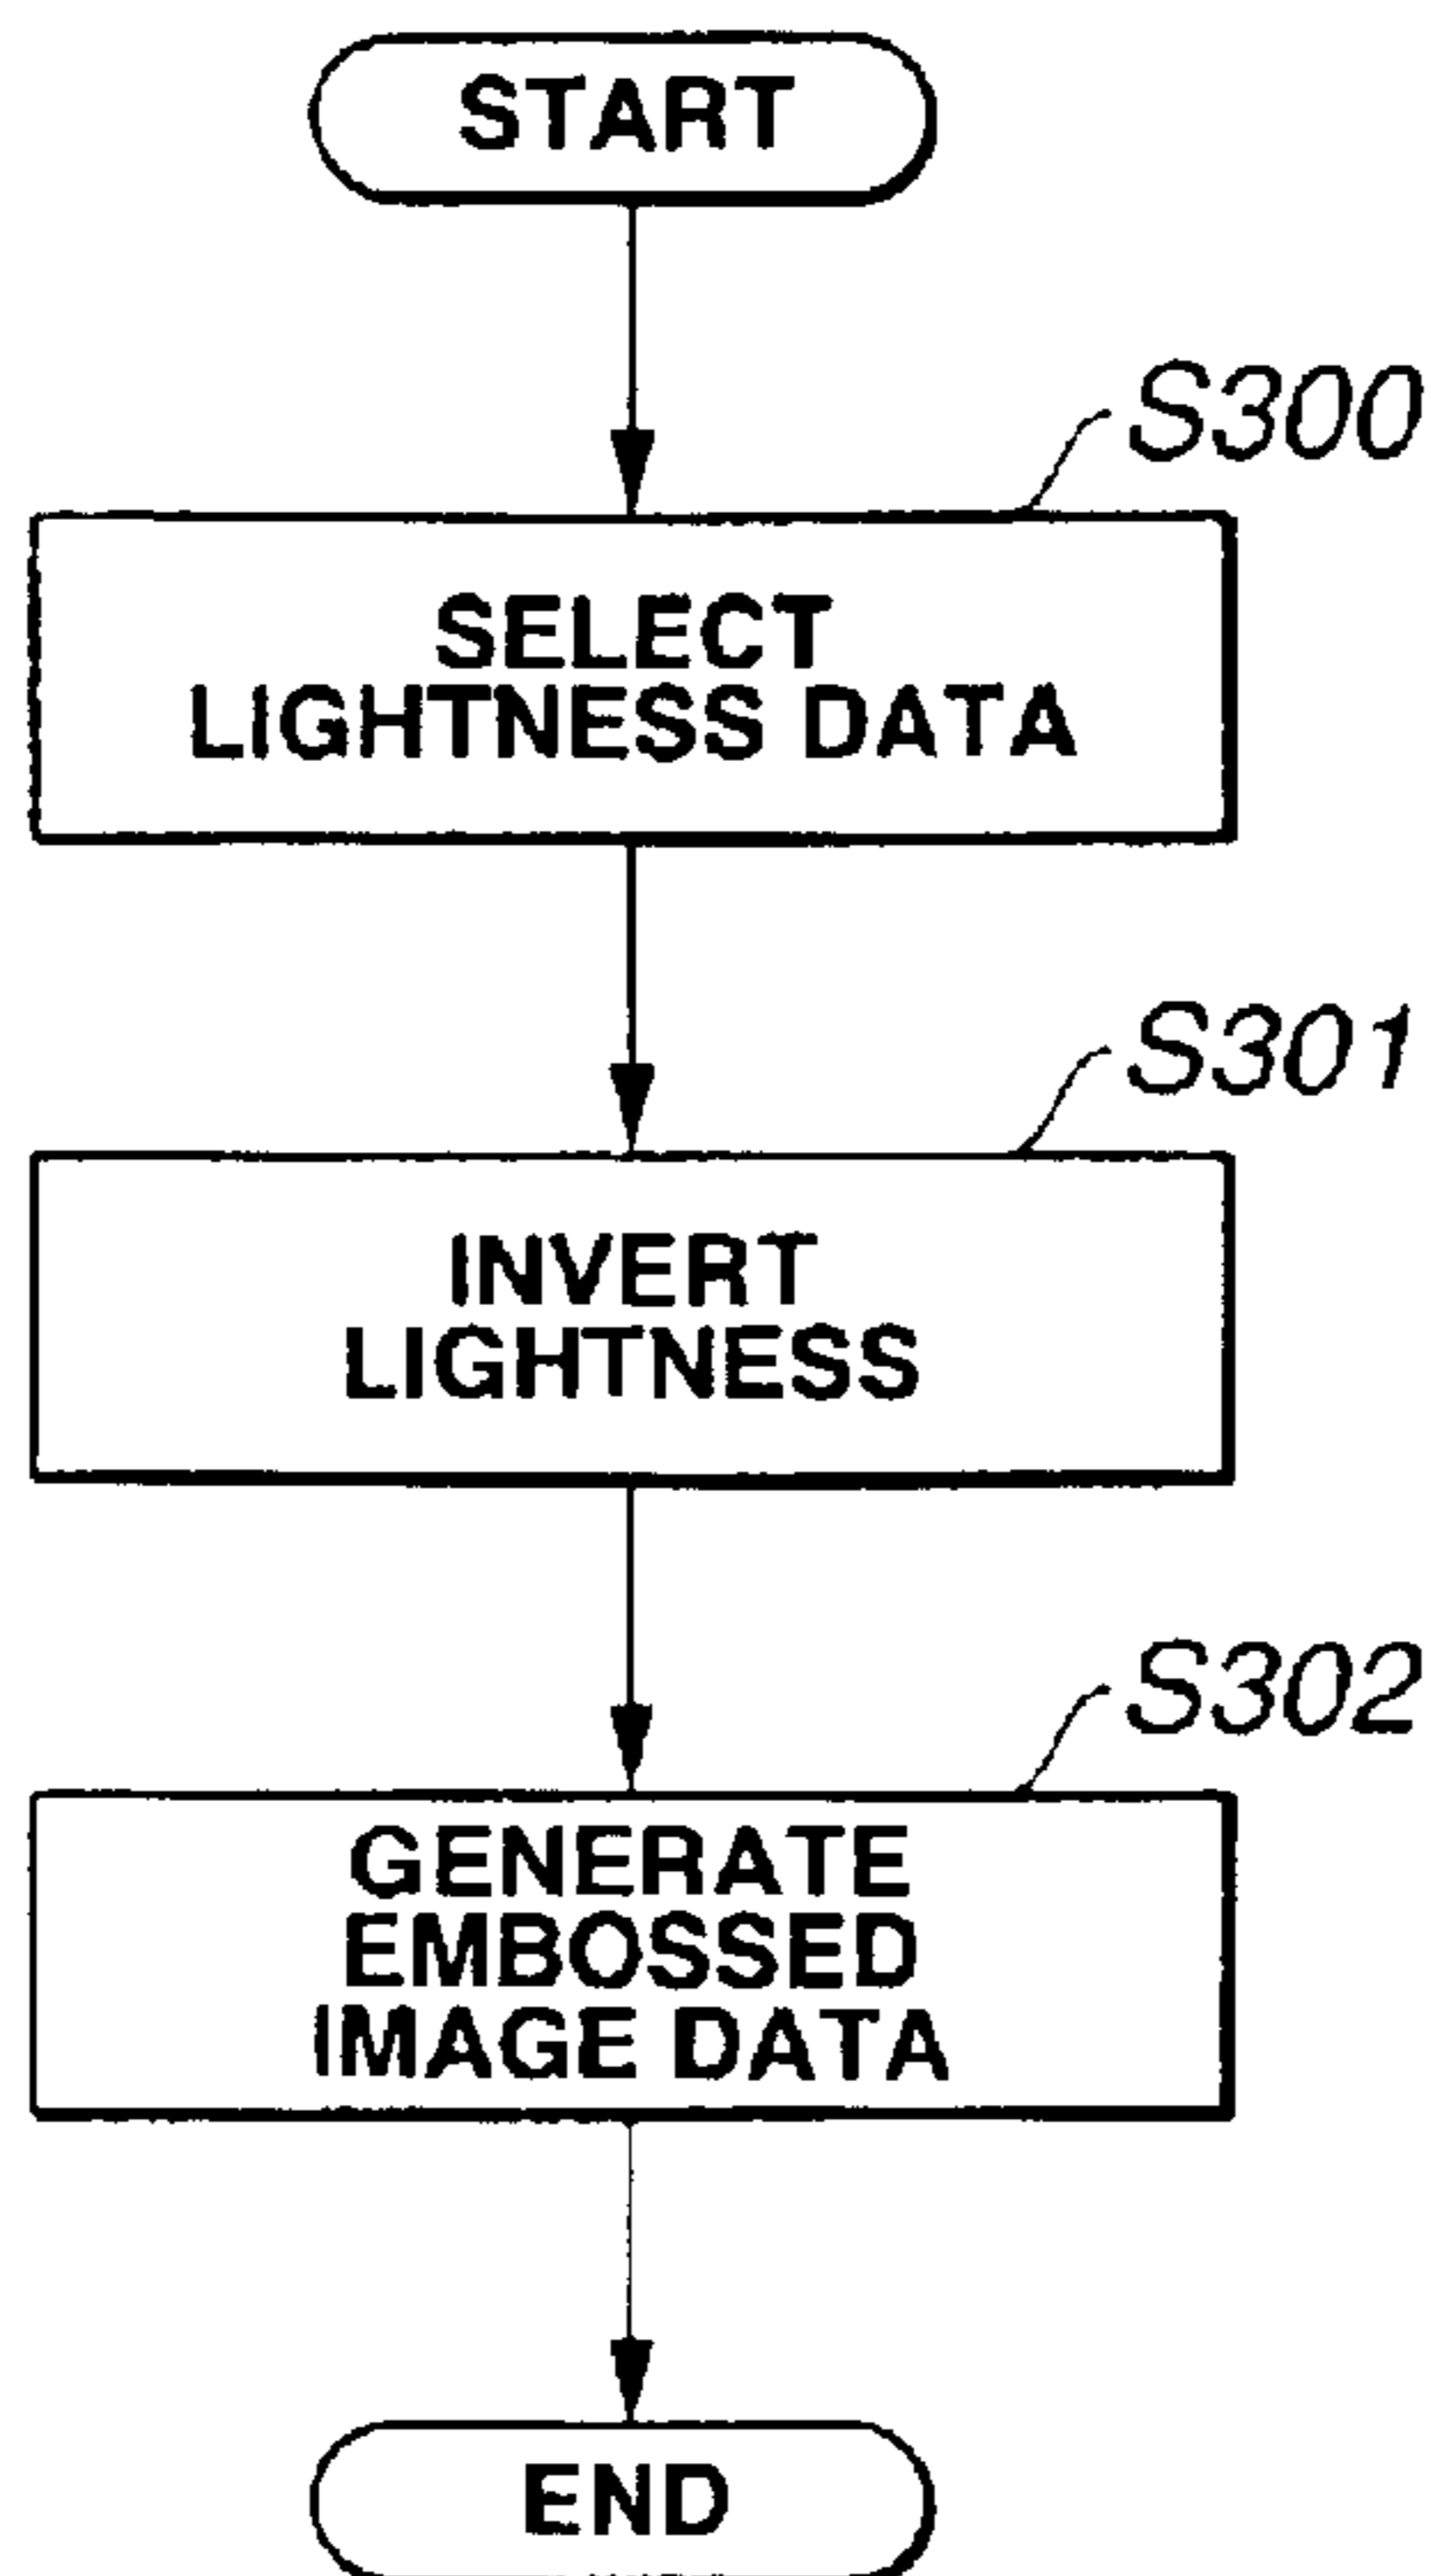 START
S300
SELECT
LIGHTNESS DATA
S301
INVERT
LIGHTNESS
S302
GENERATE
EMBOSSED
IMAGE DATA
END